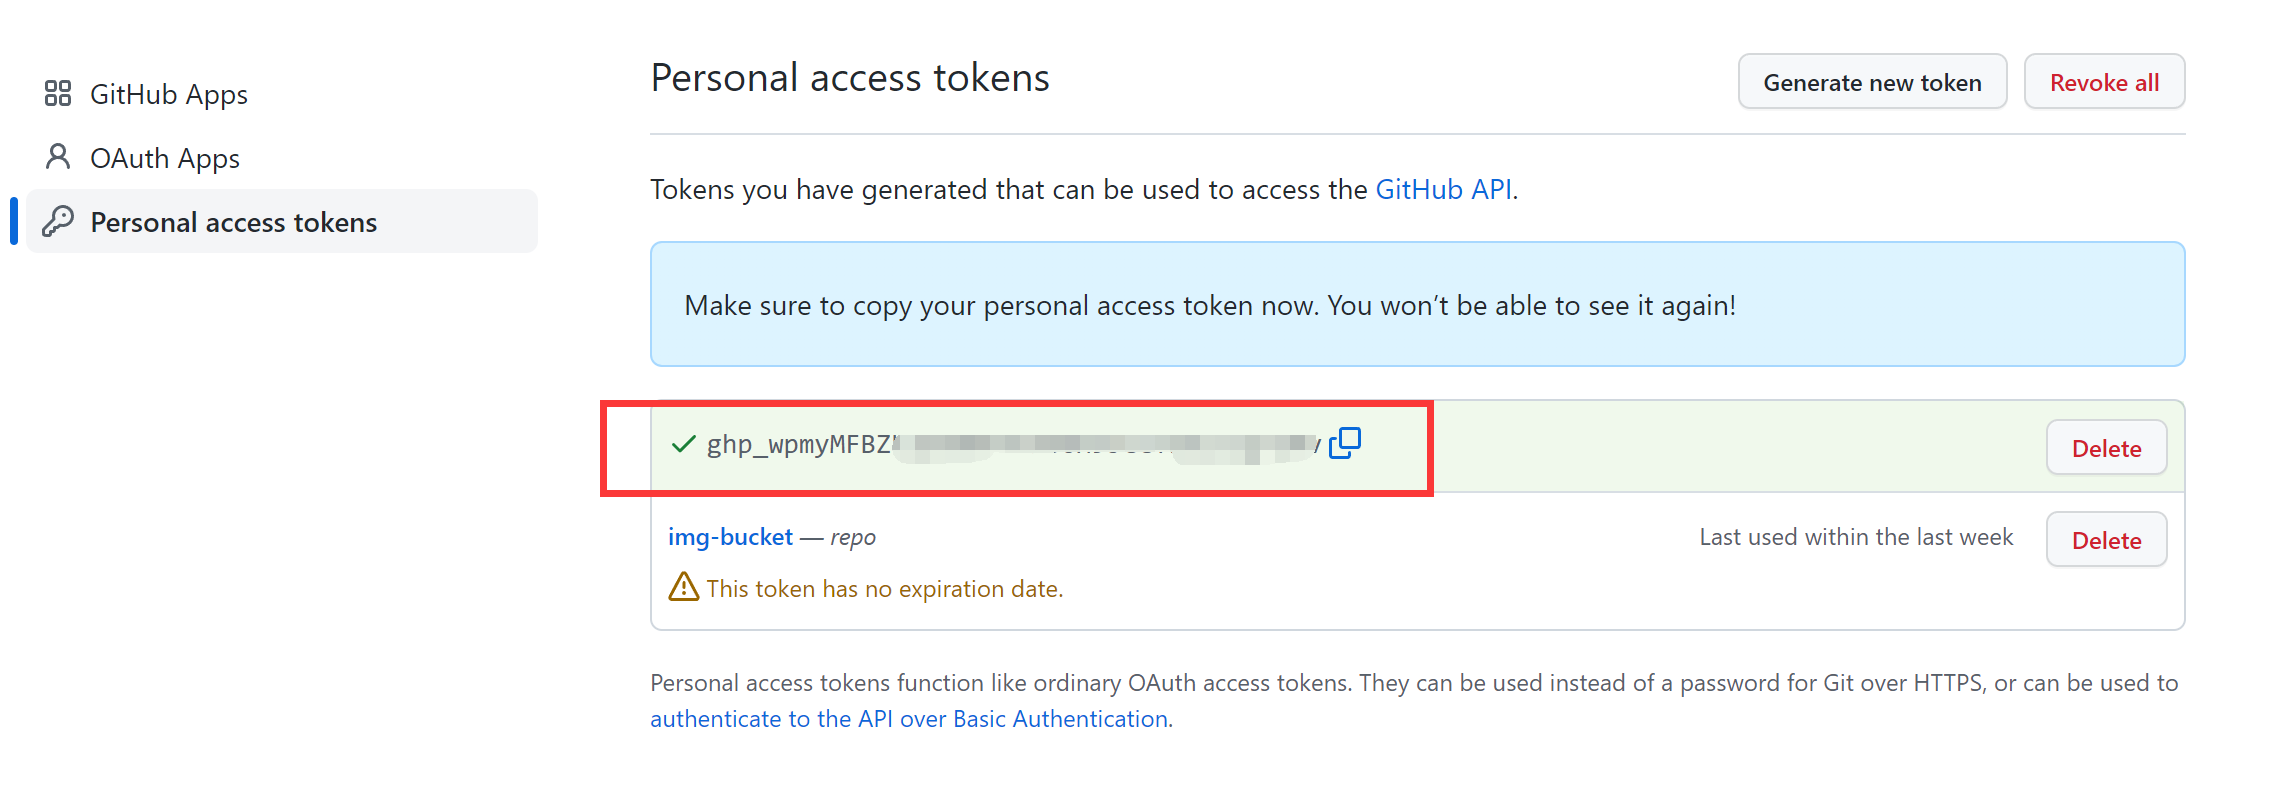 GitHub Apps
OAuth Apps
Personal access tokens
Personal access tokens
Generate new token
Revoke all
Tokens you have generated that can be used to access the GitHub API.
Make sure to copy your personal access token now. You won’t be able to see it again!
Delete
img-bucket — repo
Last used within the last week
Delete
This token has no expiration date.
Personal access tokens function like ordinary OAuth access tokens. They can be used instead of a password for Git over HTTPS, or can be used to
authenticate to the API over Basic Authentication.